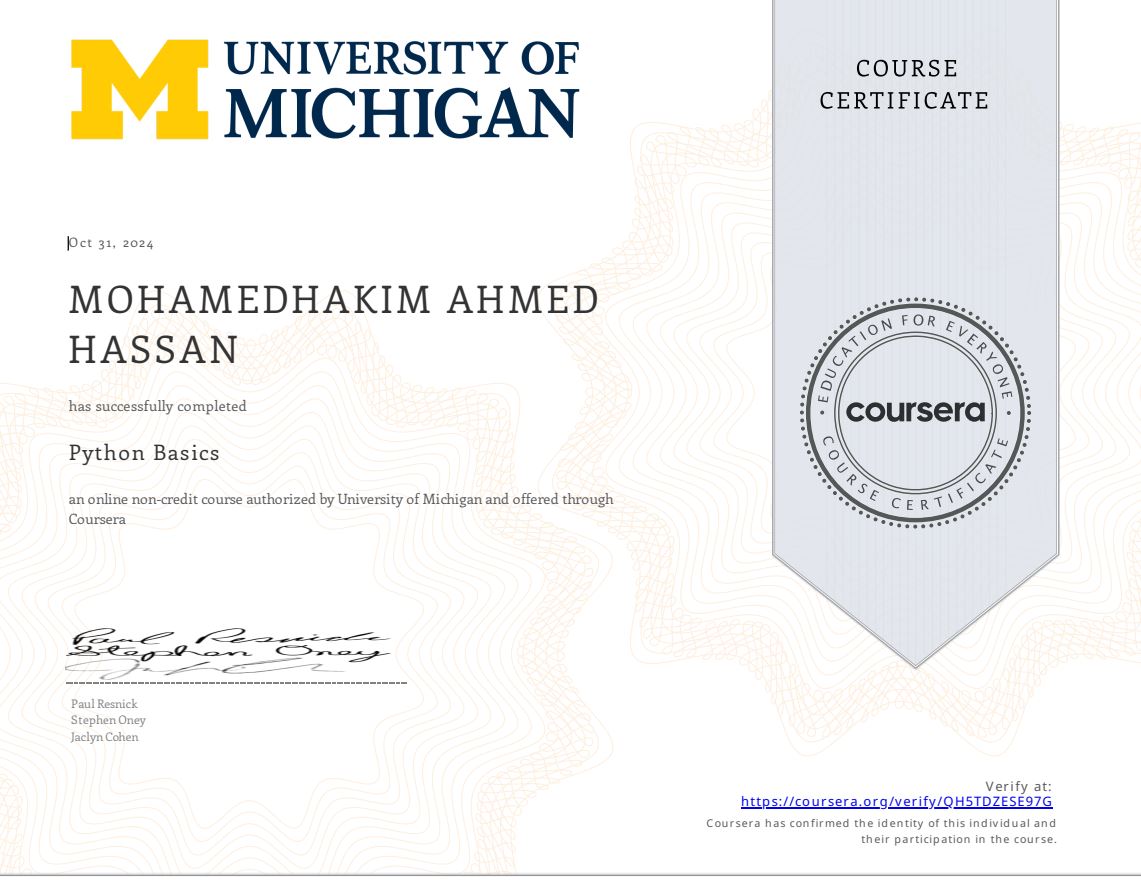 UNIVERSITY OF
MICHIGAN
COURSE
CERTIFICATE
Oct 31, 2024
MOHAMEDHAKIM AHMED
HASSAN
has successfully completed
Python Basics
an online non-credit course authorized by University of Michigan and offered through
Coursera
EDUCATION FOR EVERYONE
coursera
COURSE CERTIFICATE
Paul Resnick
Stephen Oney
Paul Resnick
Stephen Oney
Jaclyn Cohen
Verify at:
https://coursera.org/verify/QH5TDZESE97G
Coursera has confirmed the identity of this individual and
their participation in the course.